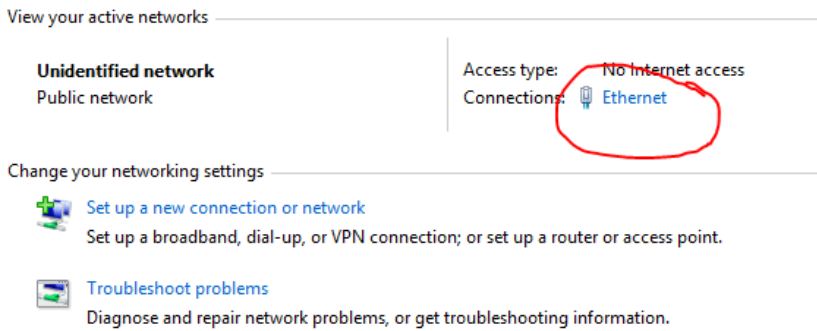 View your active networks
Unidentified network
Public network
Access type: No Internet access
Connections: Ethernet
Change your networking settings
Set up a new connection or network
Set up a broadband, dial-up, or VPN connection; or set up a router or access point.
Troubleshoot problems
Diagnose and repair network problems, or get troubleshooting information.